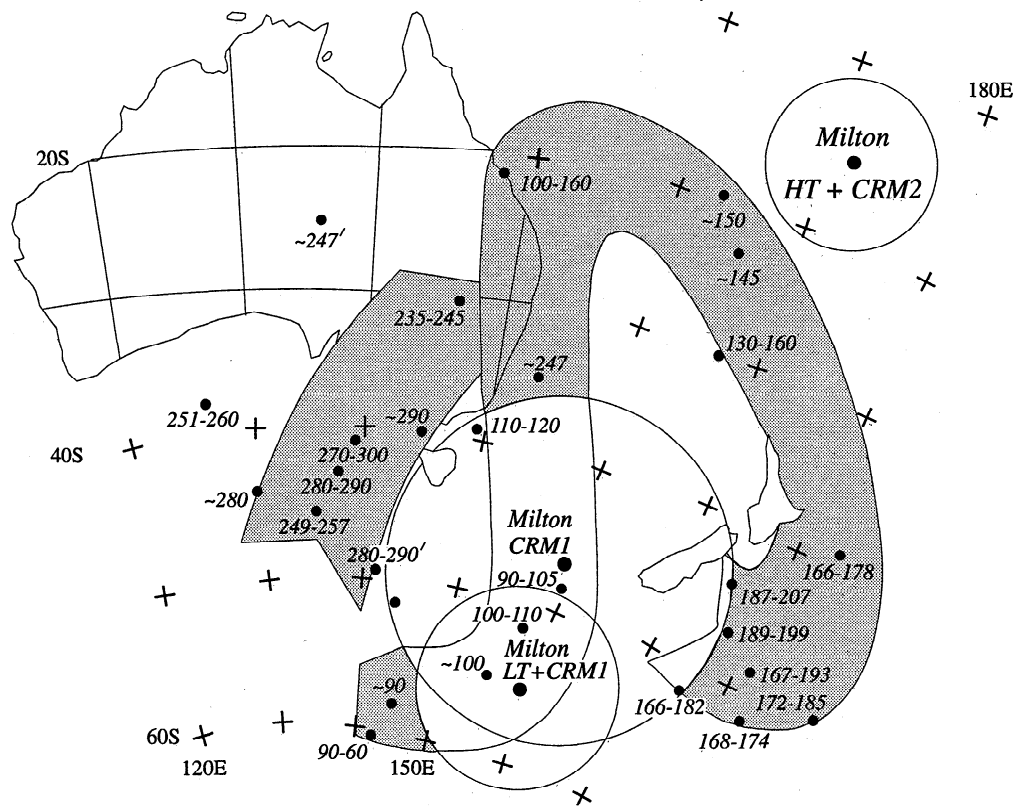 180E
Milton
HT + CRM2
20S
100-160
~150
~247′
~145
235-245
130-160
~247
251-260
~290
110-120
40S
270-300
280-290
~280
249-257
Milton
CRM1
280-290′
166-178
90-105
187-207
100-110
189-199
Milton
LT+CRM1
~100
167-193
~90
166-182
172-185
60S
168-174
90-60
120E
150E